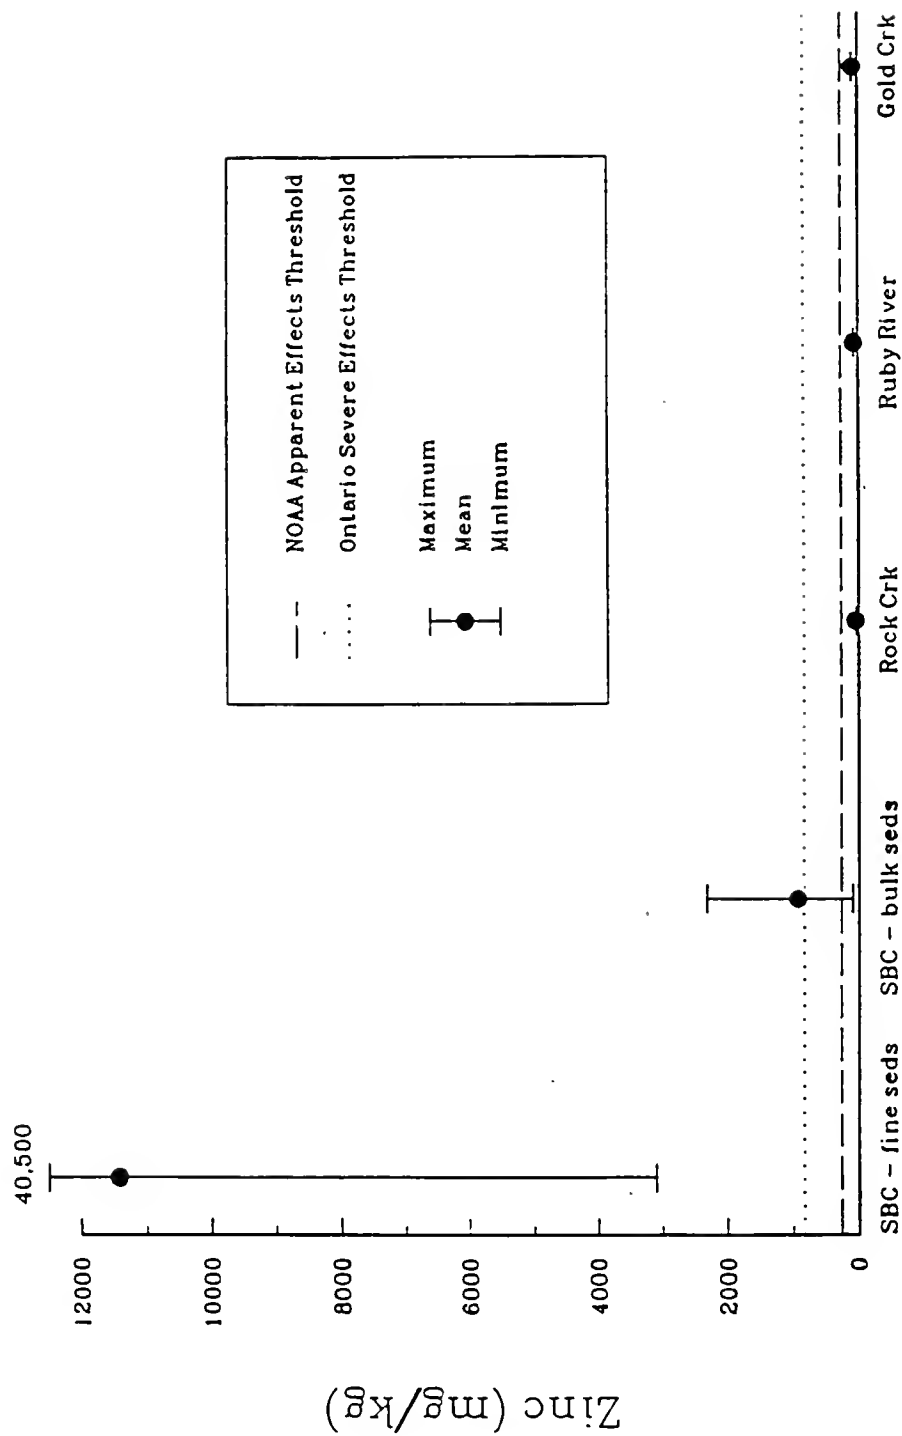 40,500
12000
10000
8000
6000
4000
2000
0
Zinc (mg/kg)
NOAA Apparent Effects Threshold
Ontario Severe Effects Threshold
Maximum
Mean
Minimum
SBC – fine seds
SBC – bulk seds
Rock Crk
Ruby River
Gold Crk